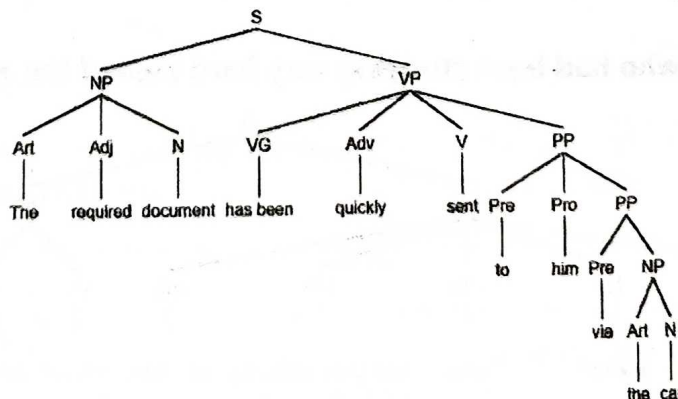 S
NP VP
Art Adj N VG Adv V PP
The required document has been quickly sent Pre Pro PP
to him Pre NP
via Art N
the ca